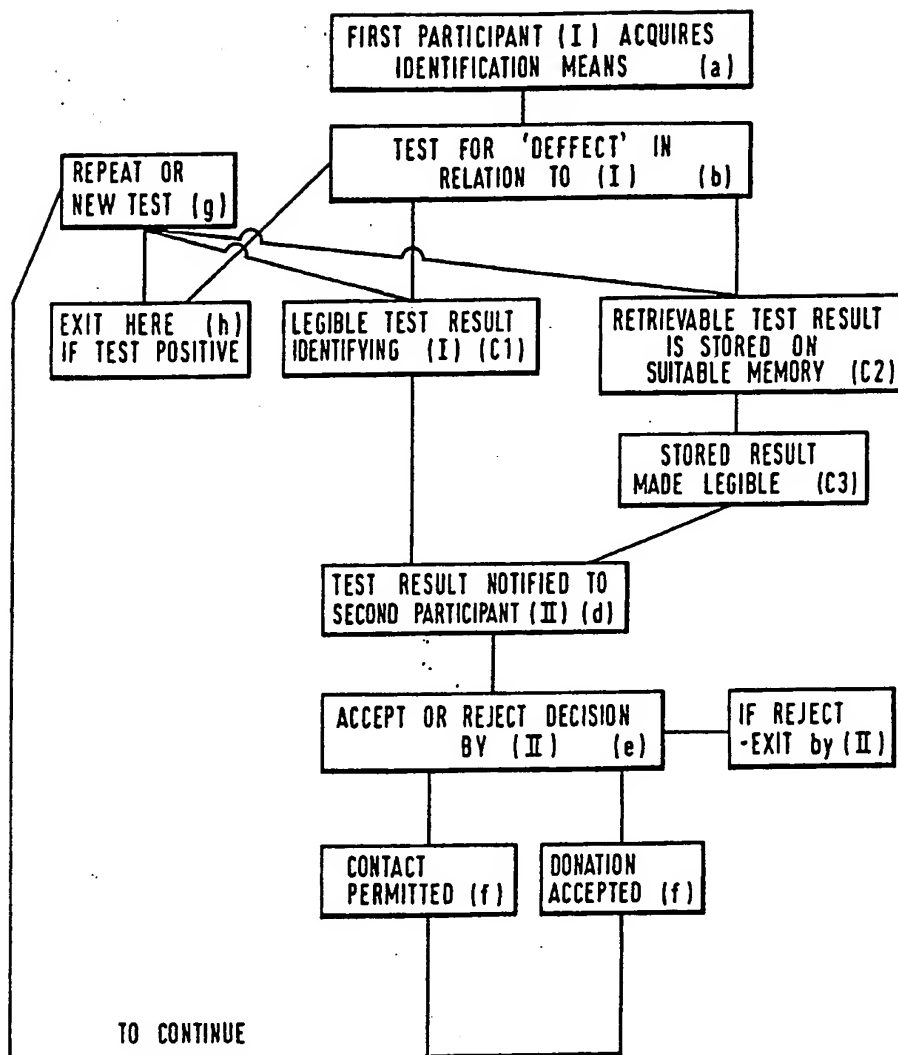 FIRST PARTICIPANT (I) ACQUIRES
IDENTIFICATION MEANS (a)
TEST FOR 'DEFFECT' IN
RELATION TO (I) (b)
REPEAT OR
NEW TEST (g)
EXIT HERE (h)
IF TEST POSITIVE
LEGIBLE TEST RESULT
IDENTIFYING (I) (C1)
RETRIEVABLE TEST RESULT
IS STORED ON
SUITABLE MEMORY (C2)
STORED RESULT
MADE LEGIBLE (C3)
TEST RESULT NOTIFIED TO
SECOND PARTICIPANT (II) (d)
ACCEPT OR REJECT DECISION
BY (II) (e)
IF REJECT
-EXIT by (II)
CONTACT
PERMITTED (f)
DONATION
ACCEPTED (f)
TO CONTINUE